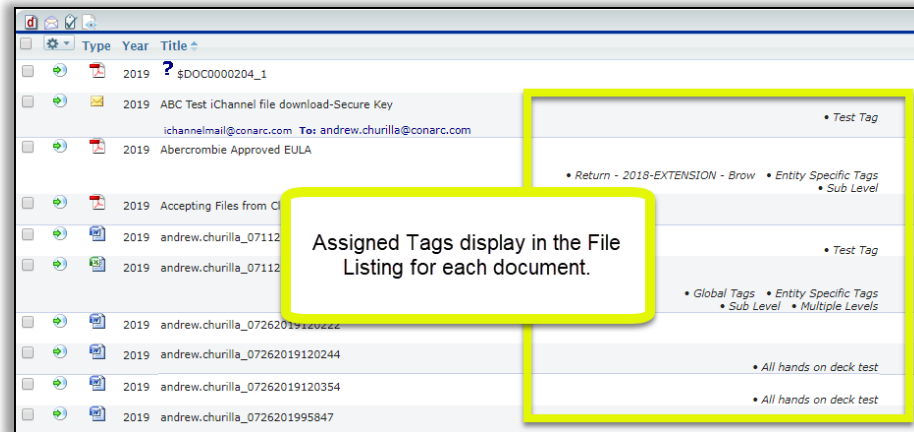 Type Year Title
2019 ? $DOC0000204_1
2019 ABC Test iChannel file download-Secure Key
• Test Tag
ichannelmail@conarc.com To: andrew.churilla@conarc.com
2019 Abercrombie Approved EULA
• Return - 2018-EXTENSION - Brow • Entity Specific Tags
• Sub Level
2019 Accepting Files from Cl
2019 andrew.churilla_07112
• Test Tag
2019 andrew.churilla_07112
• Global Tags • Entity Specific Tags
• Sub Level • Multiple Levels
Assigned Tags display in the File
Listing for each document.
2019 andrew.churilla_07262019120222
2019 andrew.churilla_07262019120244
• All hands on deck test
2019 andrew.churilla_07262019120354
• All hands on deck test
2019 andrew.churilla_0726201995847